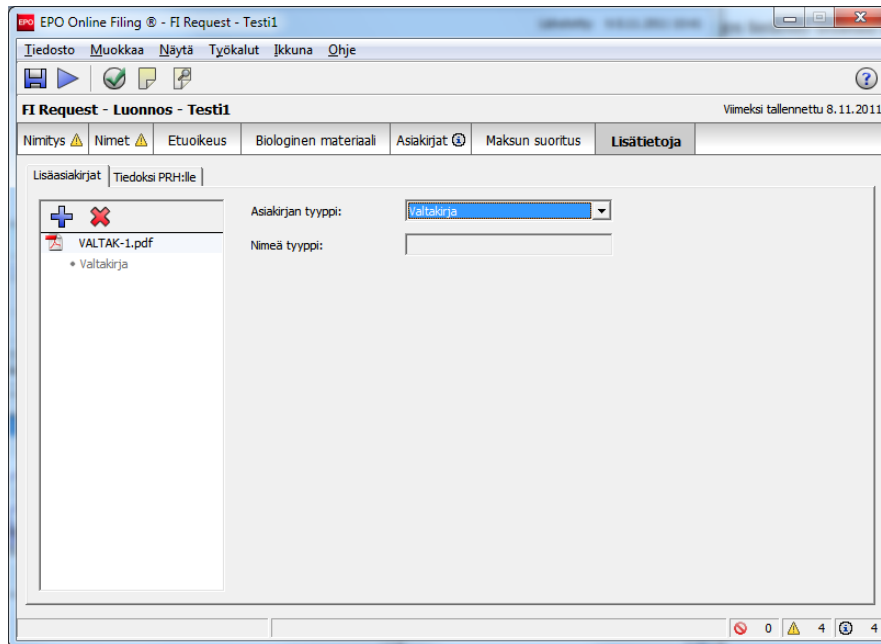 EPO EPO Online Filing ® - FI Request - Testi1
Tiedosto Muokkaa Näytä Työkalut Ikkuna Ohje
FI Request - Luonnos - Testi1 Viimeksi tallennettu 8.11.2011
Nimitys Nimet Etuoikeus Biologinen materiaali Asiakirjat Maksun suoritus Lisätietoja
Lisäasiakirjat Tiedoksi PRH:lle
Asiakirjan tyyppi: Valtakirja
VALTAK-1.pdf Nimeä tyyppi:
• Valtakirja
0 4 4